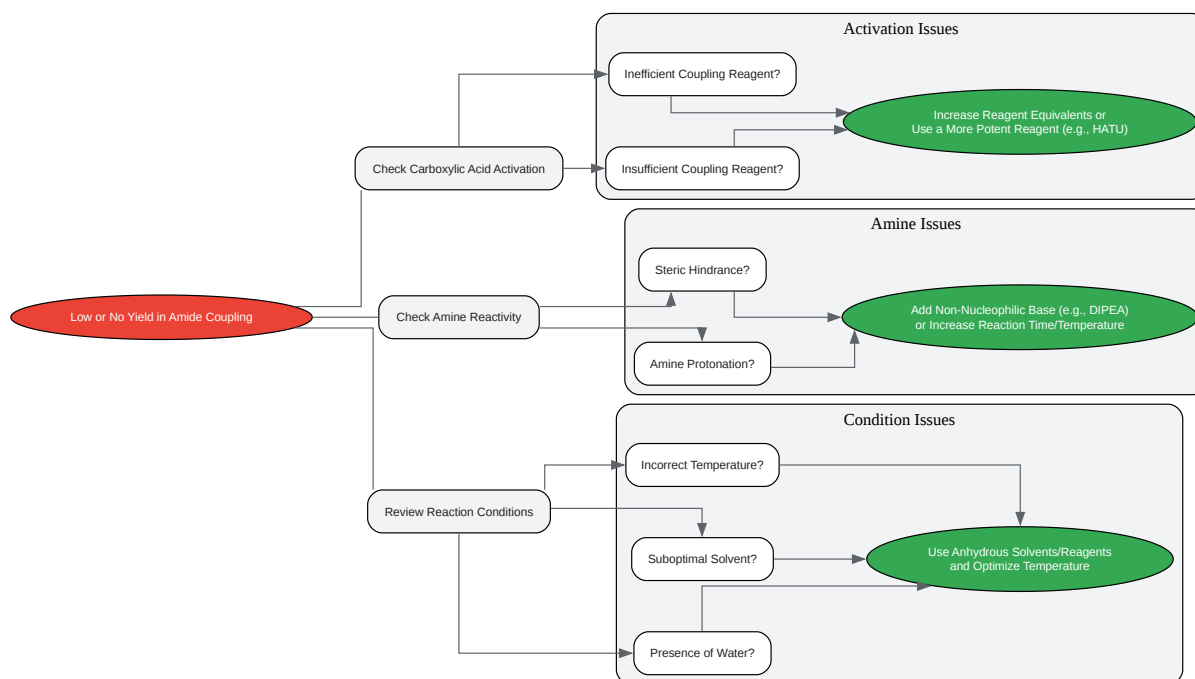 Low or No Yield in Amide Coupling
Check Carboxylic Acid Activation
Check Amine Reactivity
Review Reaction Conditions
Activation Issues
Inefficient Coupling Reagent?
Insufficient Coupling Reagent?
Increase Reagent Equivalents or
Use a More Potent Reagent (e.g., HATU)
Amine Issues
Steric Hindrance?
Amine Protonation?
Add Non-Nucleophilic Base (e.g., DIPEA)
or Increase Reaction Time/Temperature
Condition Issues
Incorrect Temperature?
Suboptimal Solvent?
Presence of Water?
Use Anhydrous Solvents/Reagents
and Optimize Temperature